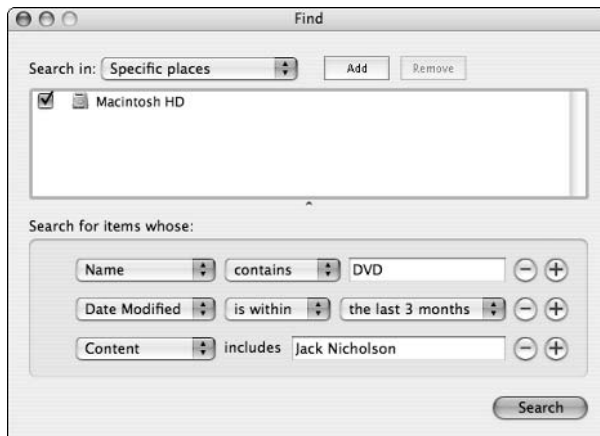 Find
Search in: Specific places Add Remove
Macintosh HD
Search for items whose:
Name contains DVD
Date Modified is within the last 3 months
Content includes Jack Nicholson
Search